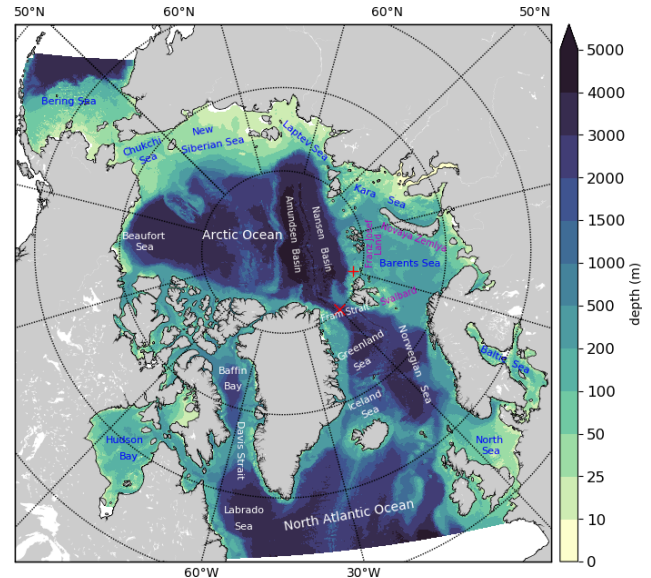 50°N
60°N
60°N
50°N
5000
4000
3000
2000
1500
1000
500
200
100
50
25
10
0
depth (m)
Bering Sea
Chukchi
Sea
New
Siberian Sea
Laptev Sea
Kara Sea
Novaya Zemlya
Franz Josef
Land
Barents Sea
Svalbard
Beaufort
Sea
Arctic Ocean
Amundsen Basin
Nansen Basin
Fram Strait
Greenland
Sea
Norwegian Sea
Iceland
Sea
Baltic Sea
North
Sea
Baffin
Bay
Davis Strait
Hudson
Bay
Labrado
Sea
North Atlantic Ocean
60°W
30°W